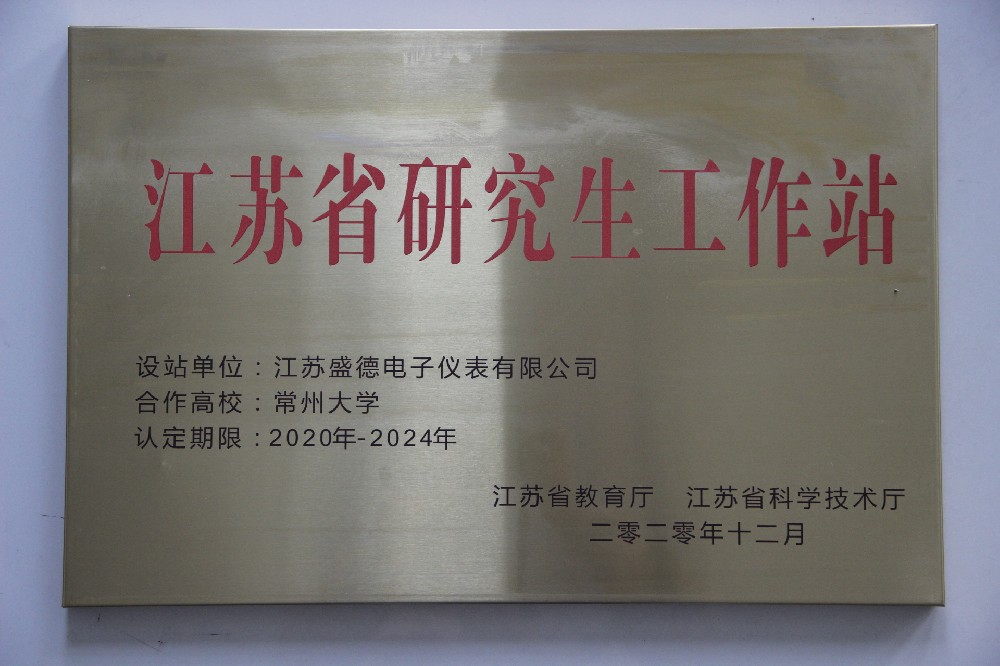 江苏省研究生工作站
设站单位：江苏盛德电子仪表有限公司
合作高校：常州大学
认定期限：2020年-2024年
江苏省教育厅　江苏省科学技术厅
二零二零年十二月